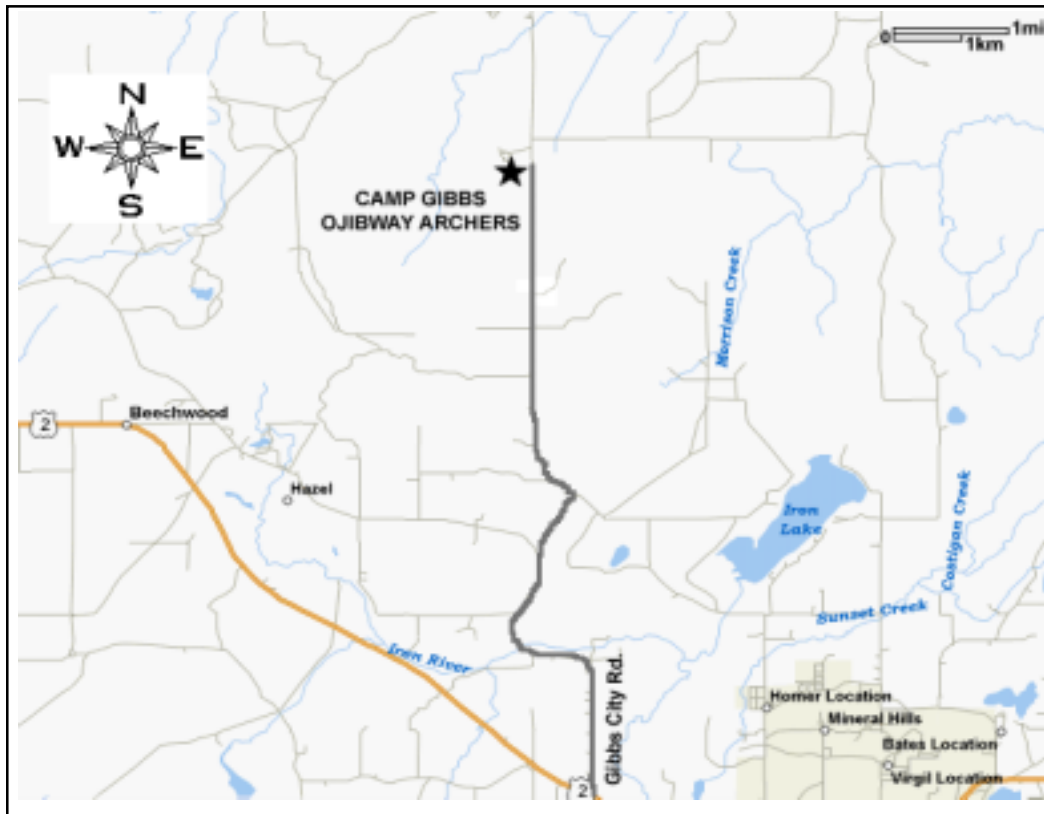 1mi
0
1km
N
W E
S
CAMP GIBBS
OJIBWAY ARCHERS
Morrison Creek
2
Beechwood
Hazel
Iron
Lake
Costigan Creek
Sunset Creek
Iron River
Gibbs City Rd.
Homer Location
Mineral Hills
Bates Location
Virgil Location
2